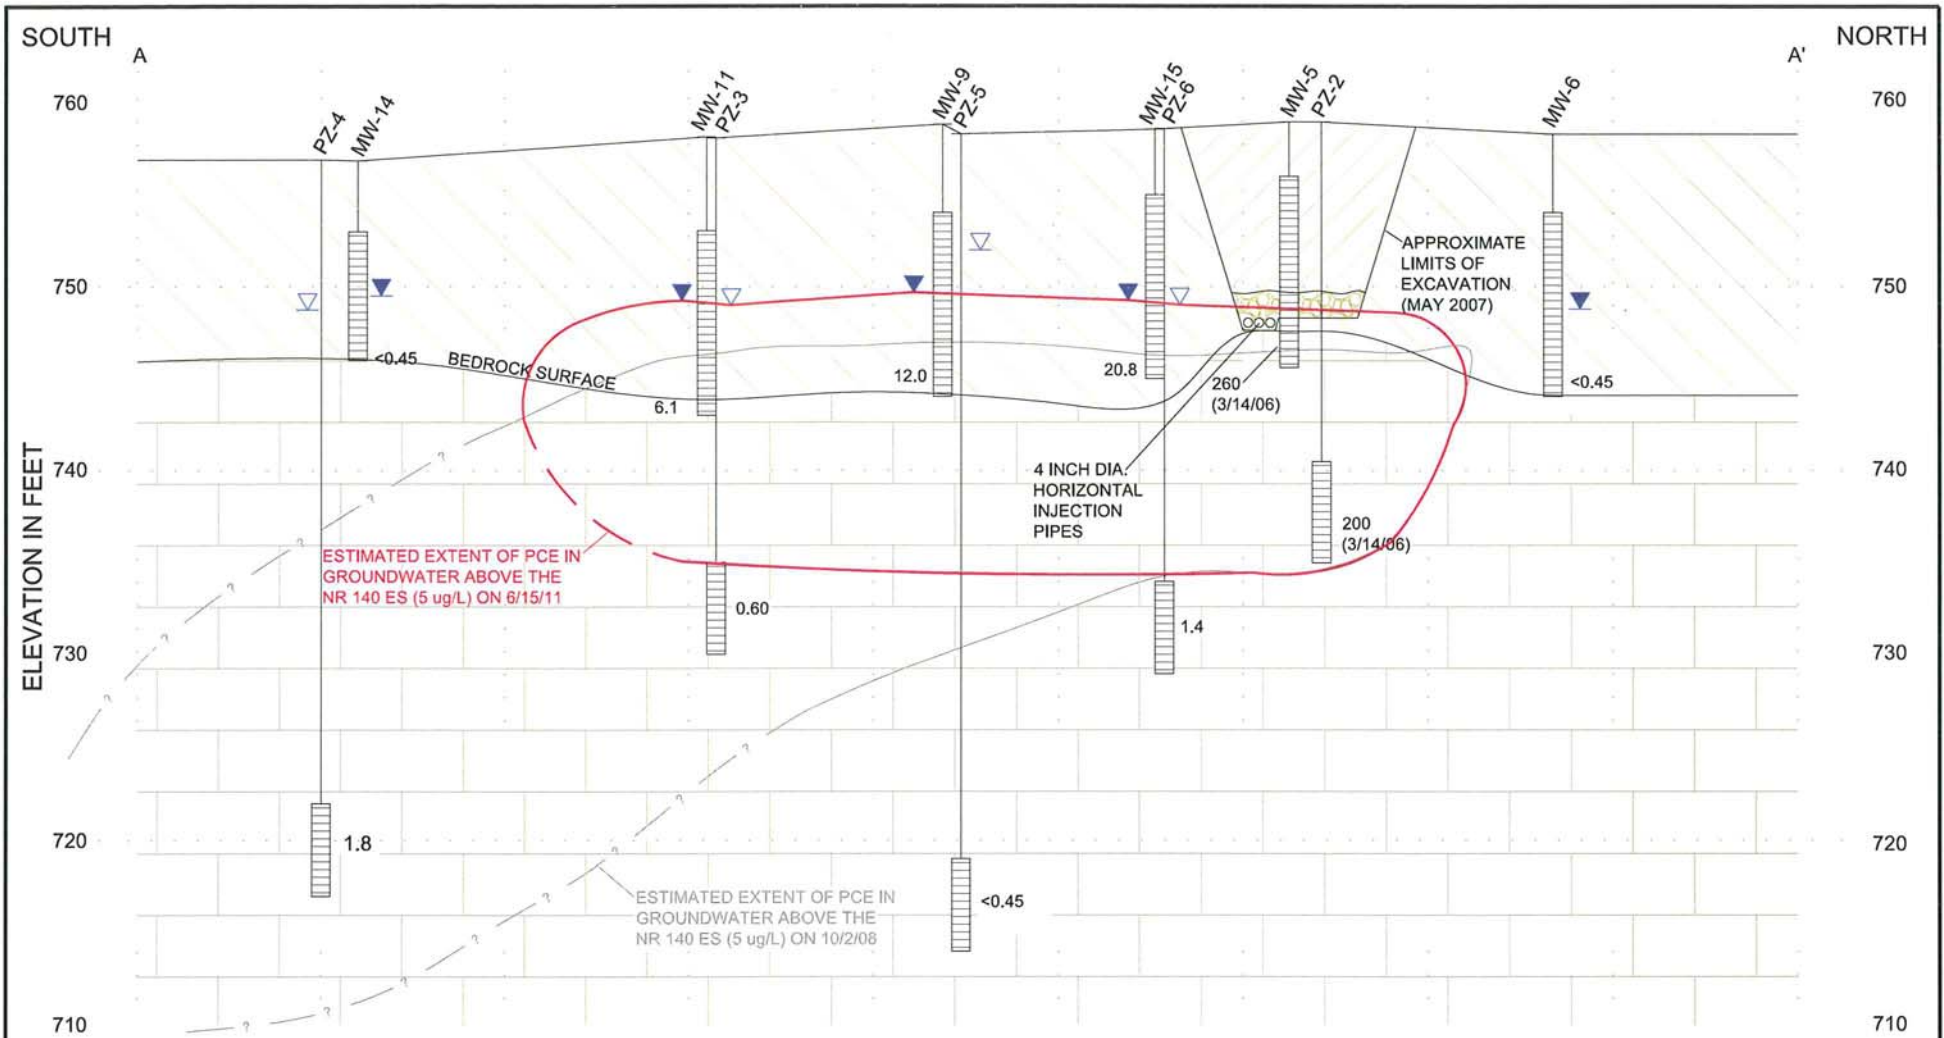 SOUTH
NORTH
A
A'
PZ-4
MW-14
MW-11
PZ-3
MW-9
PZ-5
MW-15
PZ-6
MW-5
PZ-2
MW-6
760
760
750
750
740
740
730
730
720
720
710
710
ELEVATION IN FEET
APPROXIMATE
LIMITS OF
EXCAVATION
(MAY 2007)
BEDROCK SURFACE
<0.45
6.1
12.0
20.8
260
(3/14/06)
<0.45
4 INCH DIA.
HORIZONTAL
INJECTION
PIPES
200
(3/14/06)
ESTIMATED EXTENT OF PCE IN
GROUNDWATER ABOVE THE
NR 140 ES (5 ug/L) ON 6/15/11
0.60
1.4
1.8
<0.45
ESTIMATED EXTENT OF PCE IN
GROUNDWATER ABOVE THE
NR 140 ES (5 ug/L) ON 10/2/08
?
?
?
?
?
?
?
?
?
?
?
?
?
?